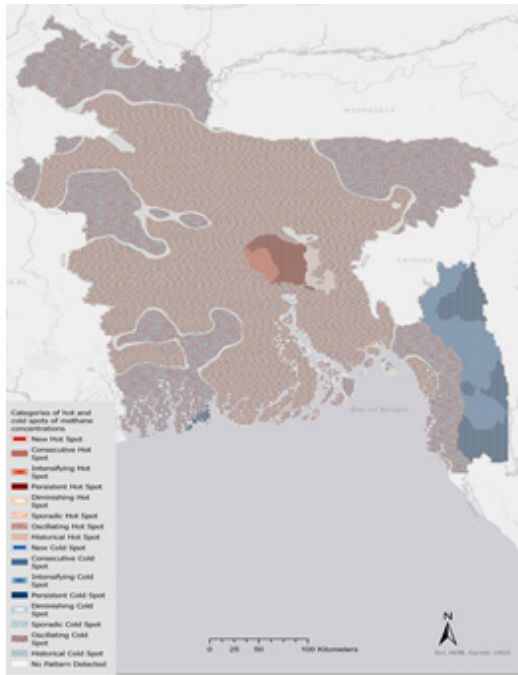 MEGHALAYA
TRIPURA
Bay of Bengal
Categories of hot and
cold spots of methane
concentrations
New Hot Spot
Consecutive Hot
Spot
Intensifying Hot
Spot
Persistent Hot Spot
Diminishing Hot
Spot
Sporadic Hot Spot
Oscillating Hot Spot
Historical Hot Spot
New Cold Spot
Consecutive Cold
Spot
Intensifying Cold
Spot
Persistent Cold Spot
Diminishing Cold
Spot
Sporadic Cold Spot
Oscillating Cold
Spot
Historical Cold Spot
No Pattern Detected
0 25 50 100 Kilometers
N
Esri, HERE, Garmin, USGS